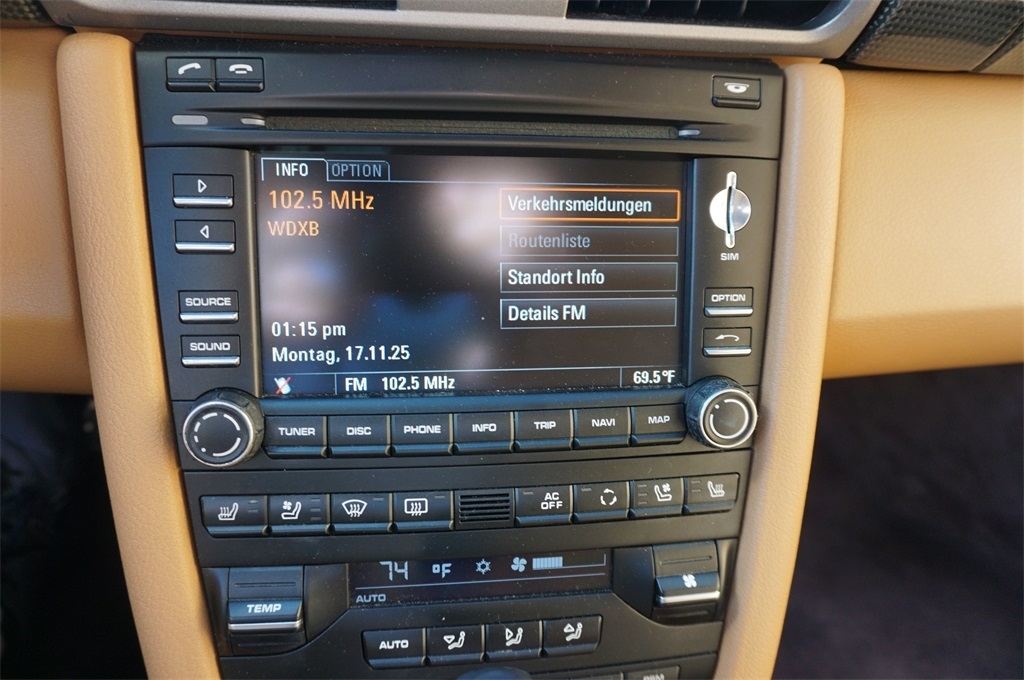 INFO OPTION
102.5 MHz
WDXB
Verkehrsmeldungen
Routenliste
Standort Info
Details FM
01:15 pm
Montag, 17.11.25
FM 102.5 MHz 69.5°F
SOURCE
SOUND
SIM
OPTION
TUNER DISC PHONE INFO TRIP NAVI MAP
AC
OFF
74 °F
AUTO
TEMP
AUTO